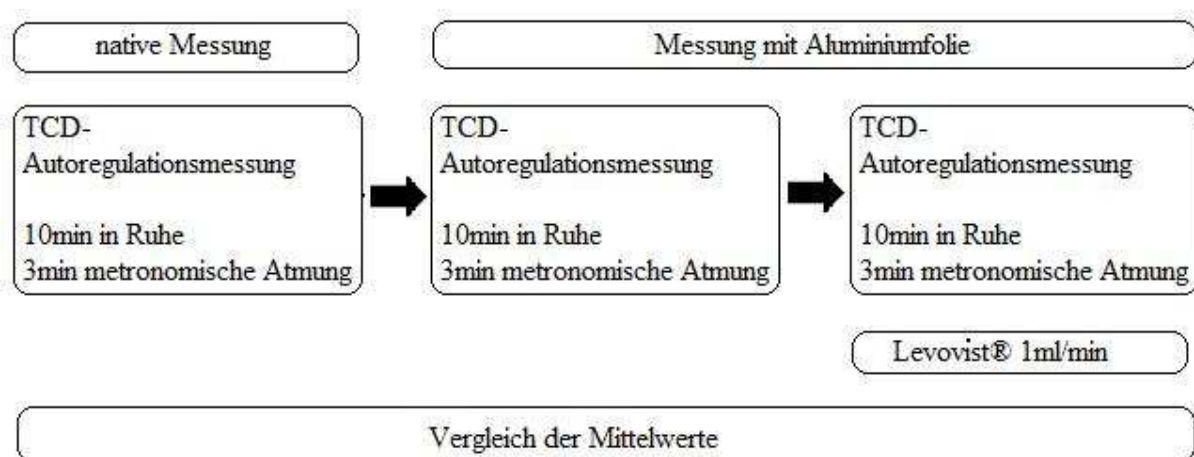 native Messung
Messung mit Aluminiumfolie
TCD-
Autoregulationsmessung
10min in Ruhe
3min metronomische Atmung
TCD-
Autoregulationsmessung
10min in Ruhe
3min metronomische Atmung
TCD-
Autoregulationsmessung
10min in Ruhe
3min metronomische Atmung
Levovist® 1ml/min
Vergleich der Mittelwerte